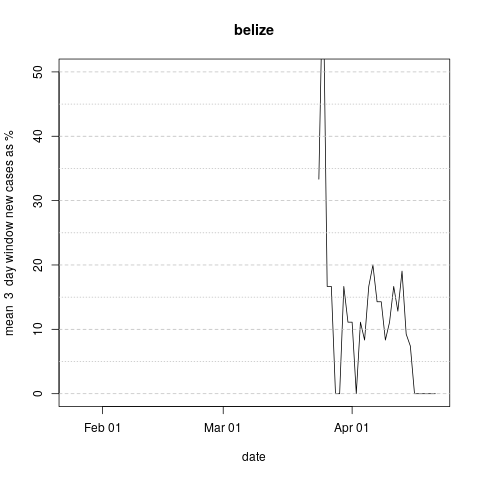 belize
mean 3 day window new cases as %
50
40
30
20
10
0
Feb 01
Mar 01
Apr 01
date